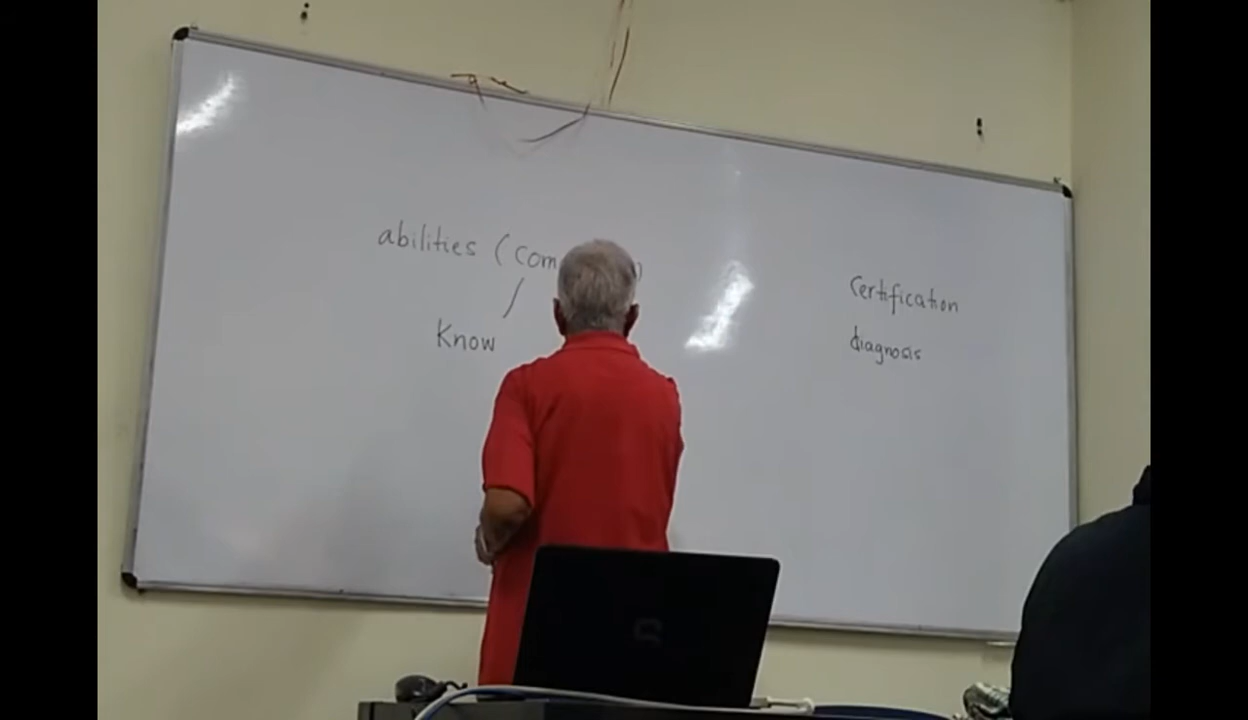 abilities (com )
Know
Certification
diagnosis